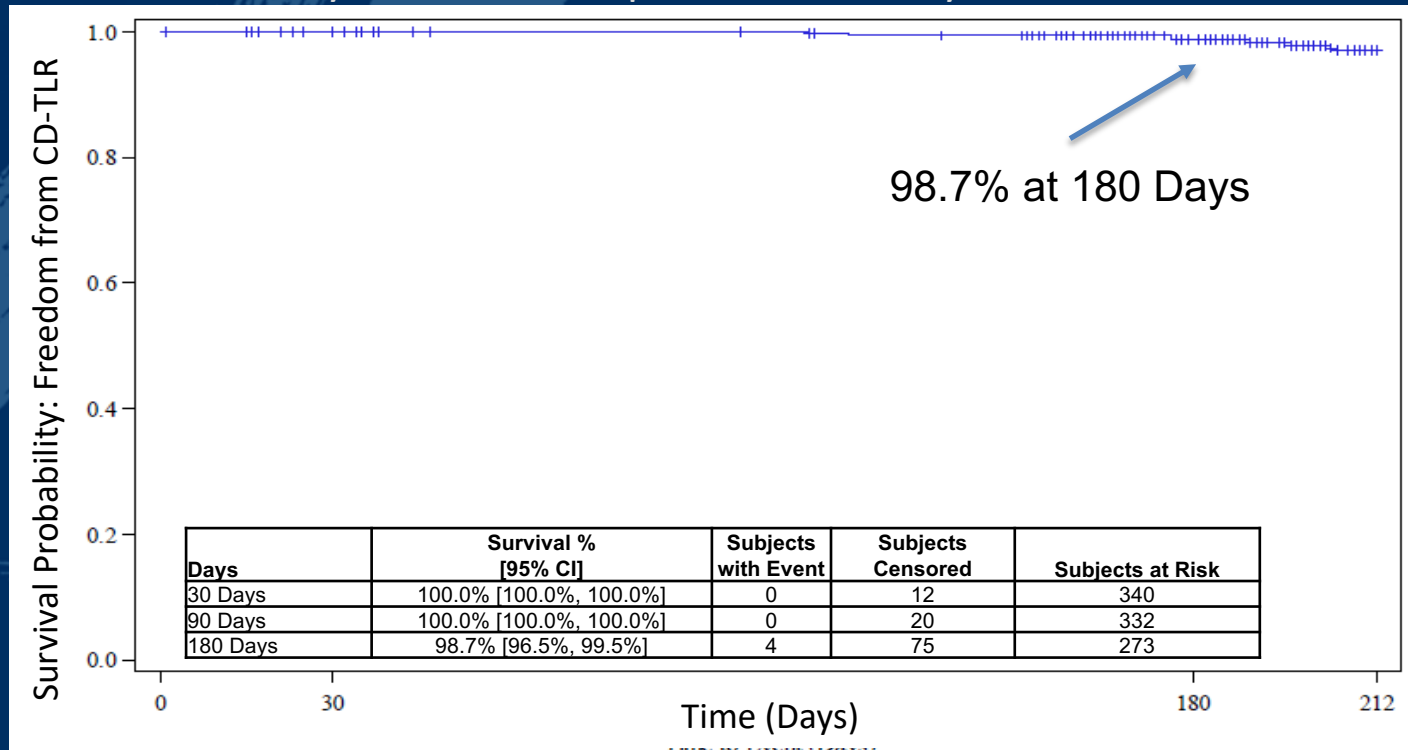 1.0
0.8
0.6
0.4
0.2
0.0
Survival Probability: Freedom from CD-TLR
98.7% at 180 Days
Days Survival % [95% CI] Subjects with Event Subjects Censored Subjects at Risk
30 Days 100.0% [100.0%, 100.0%] 0 12 340
90 Days 100.0% [100.0%, 100.0%] 0 20 332
180 Days 98.7% [96.5%, 99.5%] 4 75 273
0 30 180 212
Time (Days)